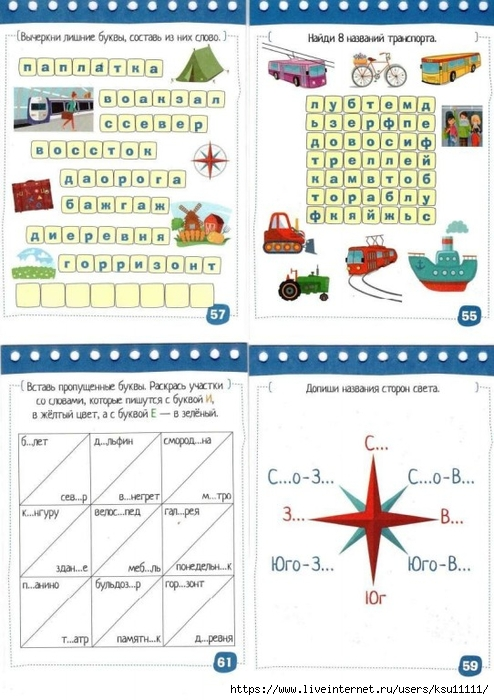 Вычеркни лишние буквы, составь из них слово.
паплатка
воакзал
ссевер
воссток
даорога
бажгаж
диеревня
горризонт
57
Найди 8 названий транспорта.
лубтемд
ьзерфпе
довосиф
треллей
камвтоб
тораблу
фкяйжьс
55
Вставь пропущенные буквы. Раскрась участки
со словами, которые пишутся с буквой И,
в жёлтый цвет, а с буквой Е — в зелёный.
б...лет д...льфин смород...на
сев...р в...негрет м...тро
к...нгуру велос...пед гал...рея
здан...е меб...ль понедельн...к
п...анино бульдоз...р гор...зонт
т...атр памятн...к д...ревня
61
Допиши названия сторон света.
С...
С...о-З... С...о-В...
З... В...
Юго-З... Юго-В...
Юг
59
https://www.liveinternet.ru/users/ksu11111/